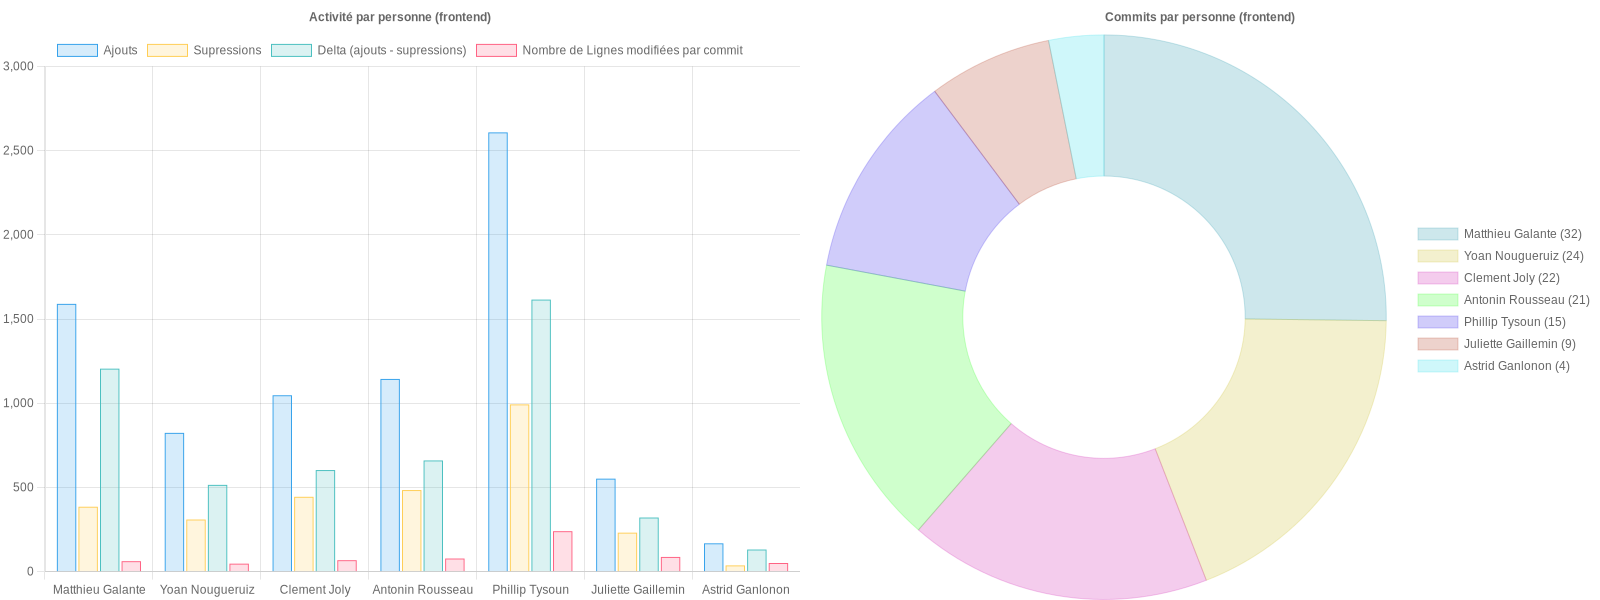 Activité par personne (frontend)
Ajouts Supressions Delta (ajouts - supressions) Nombre de Lignes modifiées par commit
3,000
2,500
2,000
1,500
1,000
500
0
Matthieu Galante Yoan Nougueruiz Clement Joly Antonin Rousseau Phillip Tysoun Juliette Gaillemin Astrid Ganlonon
Commits par personne (frontend)
Matthieu Galante (32)
Yoan Nougueruiz (24)
Clement Joly (22)
Antonin Rousseau (21)
Phillip Tysoun (15)
Juliette Gaillemin (9)
Astrid Ganlonon (4)